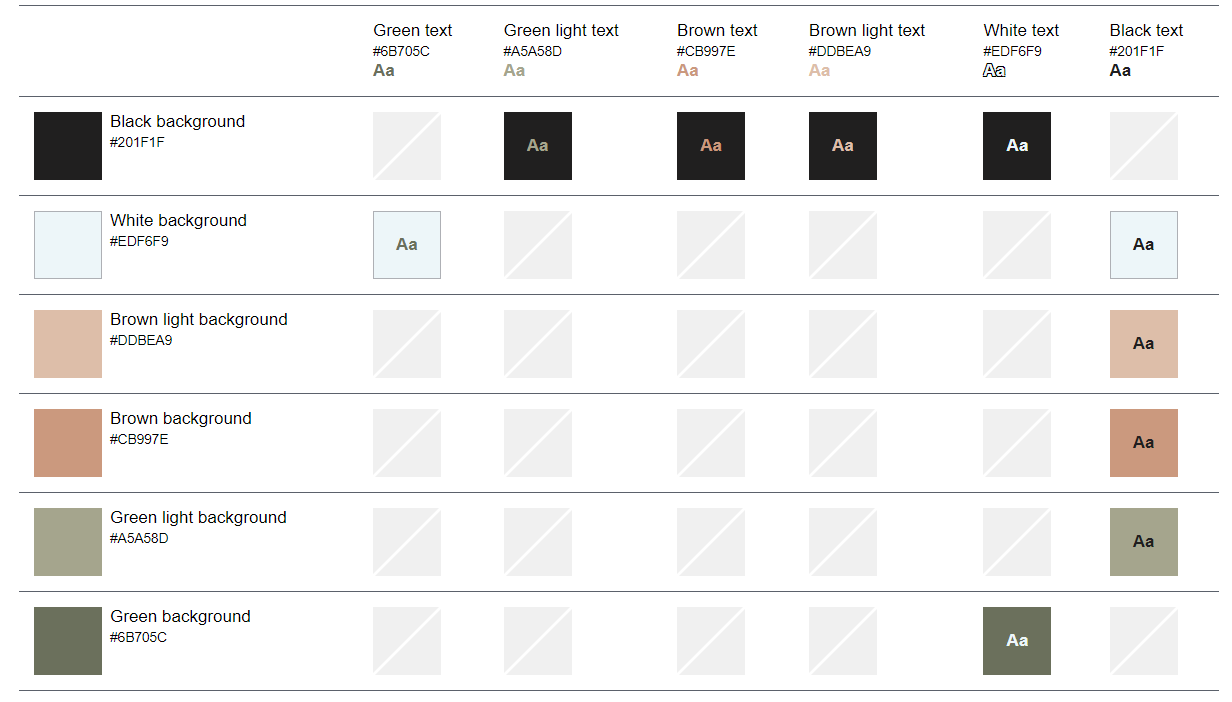 Green text Green light text Brown text Brown light text White text Black text
#6B705C #A5A58D #CB997E #DDBEA9 #EDF6F9 #201F1F
Aa Aa Aa Aa Aa Aa
Black background
#201F1F
Aa Aa Aa Aa
White background
#EDF6F9
Aa Aa
Brown light background
#DDBEA9
Aa
Brown background
#CB997E
Aa
Green light background
#A5A58D
Aa
Green background
#6B705C
Aa